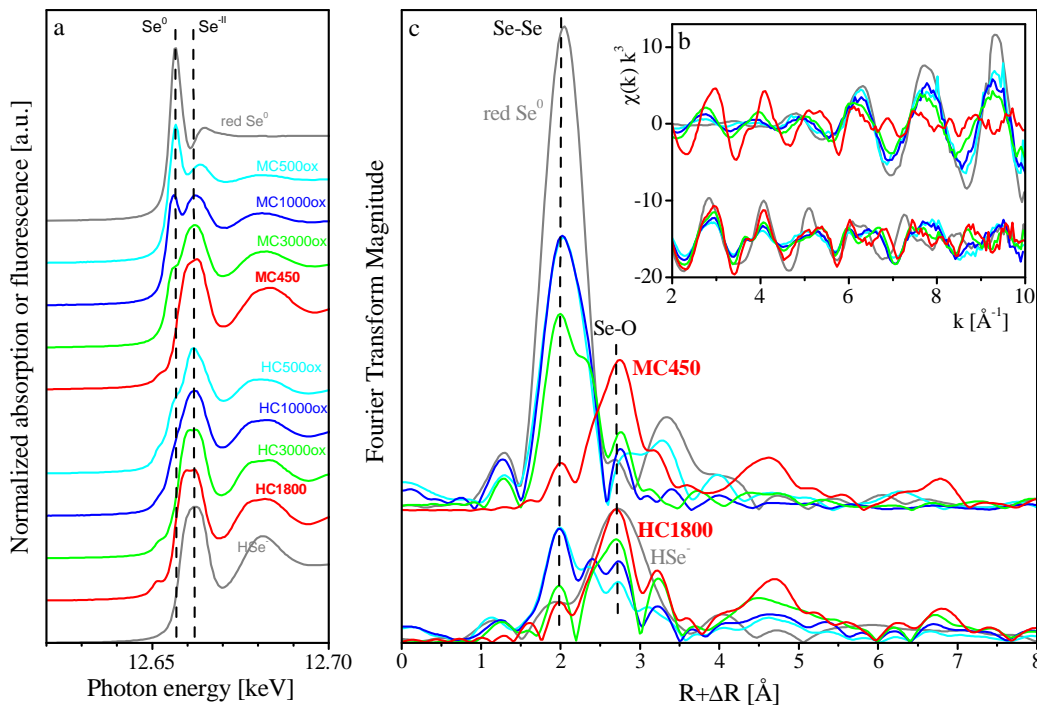 a
Se⁰
Se⁻ᴵᴵ
red Se⁰
MC500ox
MC1000ox
MC3000ox
MC450
HC500ox
HC1000ox
HC3000ox
HC1800
HSe⁻
12.65
12.70
Photon energy [keV]
Normalized absorption or fluorescence [a.u.]
c
Se-Se
red Se⁰
Se-O
MC450
HC1800
HSe⁻
0
1
2
3
4
5
6
7
8
R+ΔR [Å]
Fourier Transform Magnitude
b
χ(k) k³
10
0
-10
-20
2
4
6
8
10
k [Å⁻¹]